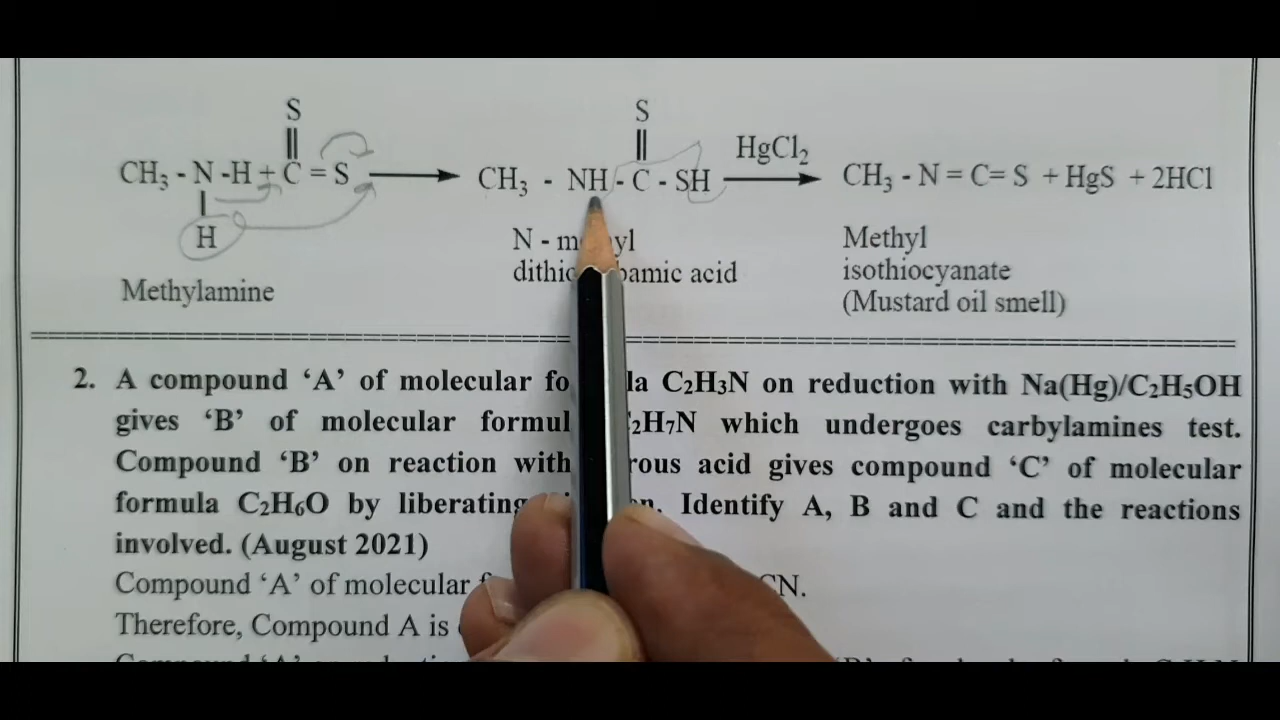 S
||
CH₃ - N -H + C = S
|
H
Methylamine
S
||
CH₃ - NH - C - SH
HgCl₂
N - m yl
dithio bamic acid
CH₃ - N = C= S + HgS + 2HCl
Methyl
isothiocyanate
(Mustard oil smell)
2. A compound ‘A’ of molecular fo la C₂H₃N on reduction with Na(Hg)/C₂H₅OH
gives ‘B’ of molecular formul ₂H₇N which undergoes carbylamines test.
Compound ‘B’ on reaction with rous acid gives compound ‘C’ of molecular
formula C₂H₆O by liberating n. Identify A, B and C and the reactions
involved. (August 2021)
Compound ‘A’ of molecular CN.
Therefore, Compound A is